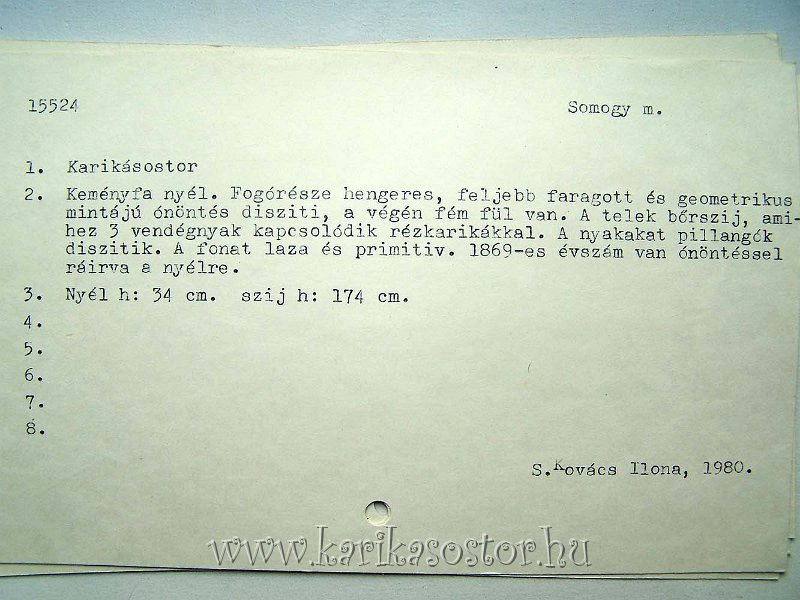 15524 Somogy m.
1. Karikásostor
2. Keményfa nyél. Fogórésze hengeres, feljebb faragott és geometrikus
mintájú ónöntés disziti, a végén fém fül van. A telek bőrszij, ami-
hez 3 vendégnyak kapcsolódik rézkarikákkal. A nyakakat pillangók
diszitik. A fonat laza és primitiv. 1869-es évszám van ónöntéssel
ráirva a nyélre.
3. Nyél h: 34 cm. szij h: 174 cm.
4.
5.
6.
7.
8.
S.Kovács Ilona, 1980.
www.karikasostor.hu